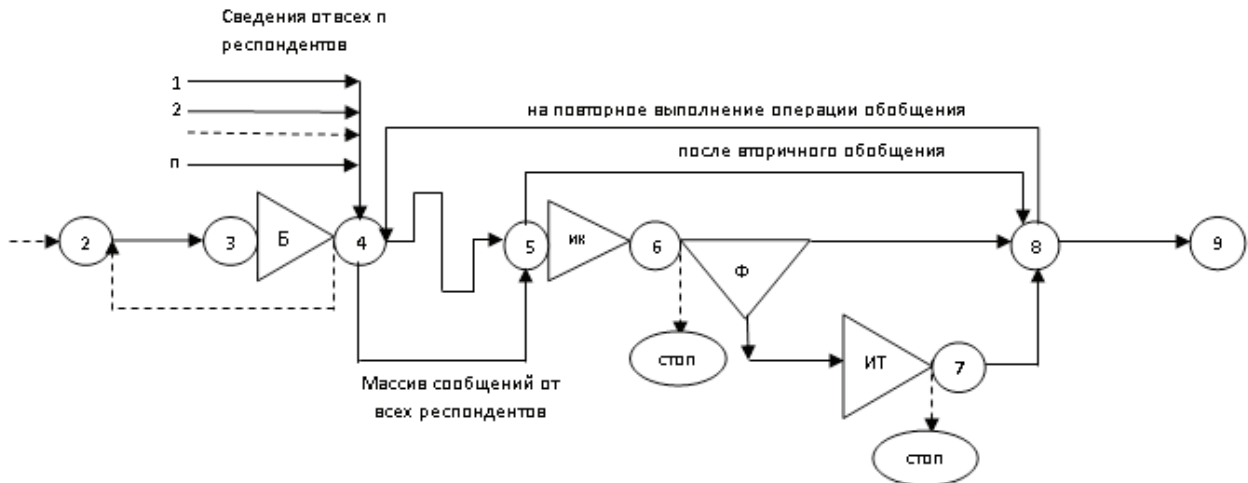 Сведения от всех п
респондентов
1
2
п
на повторное выполнение операции обобщения
после вторичного обобщения
2
3
Б
4
5
ик
6
Ф
8
9
стоп
ИТ
7
Массив сообщений от
всех респондентов
стоп